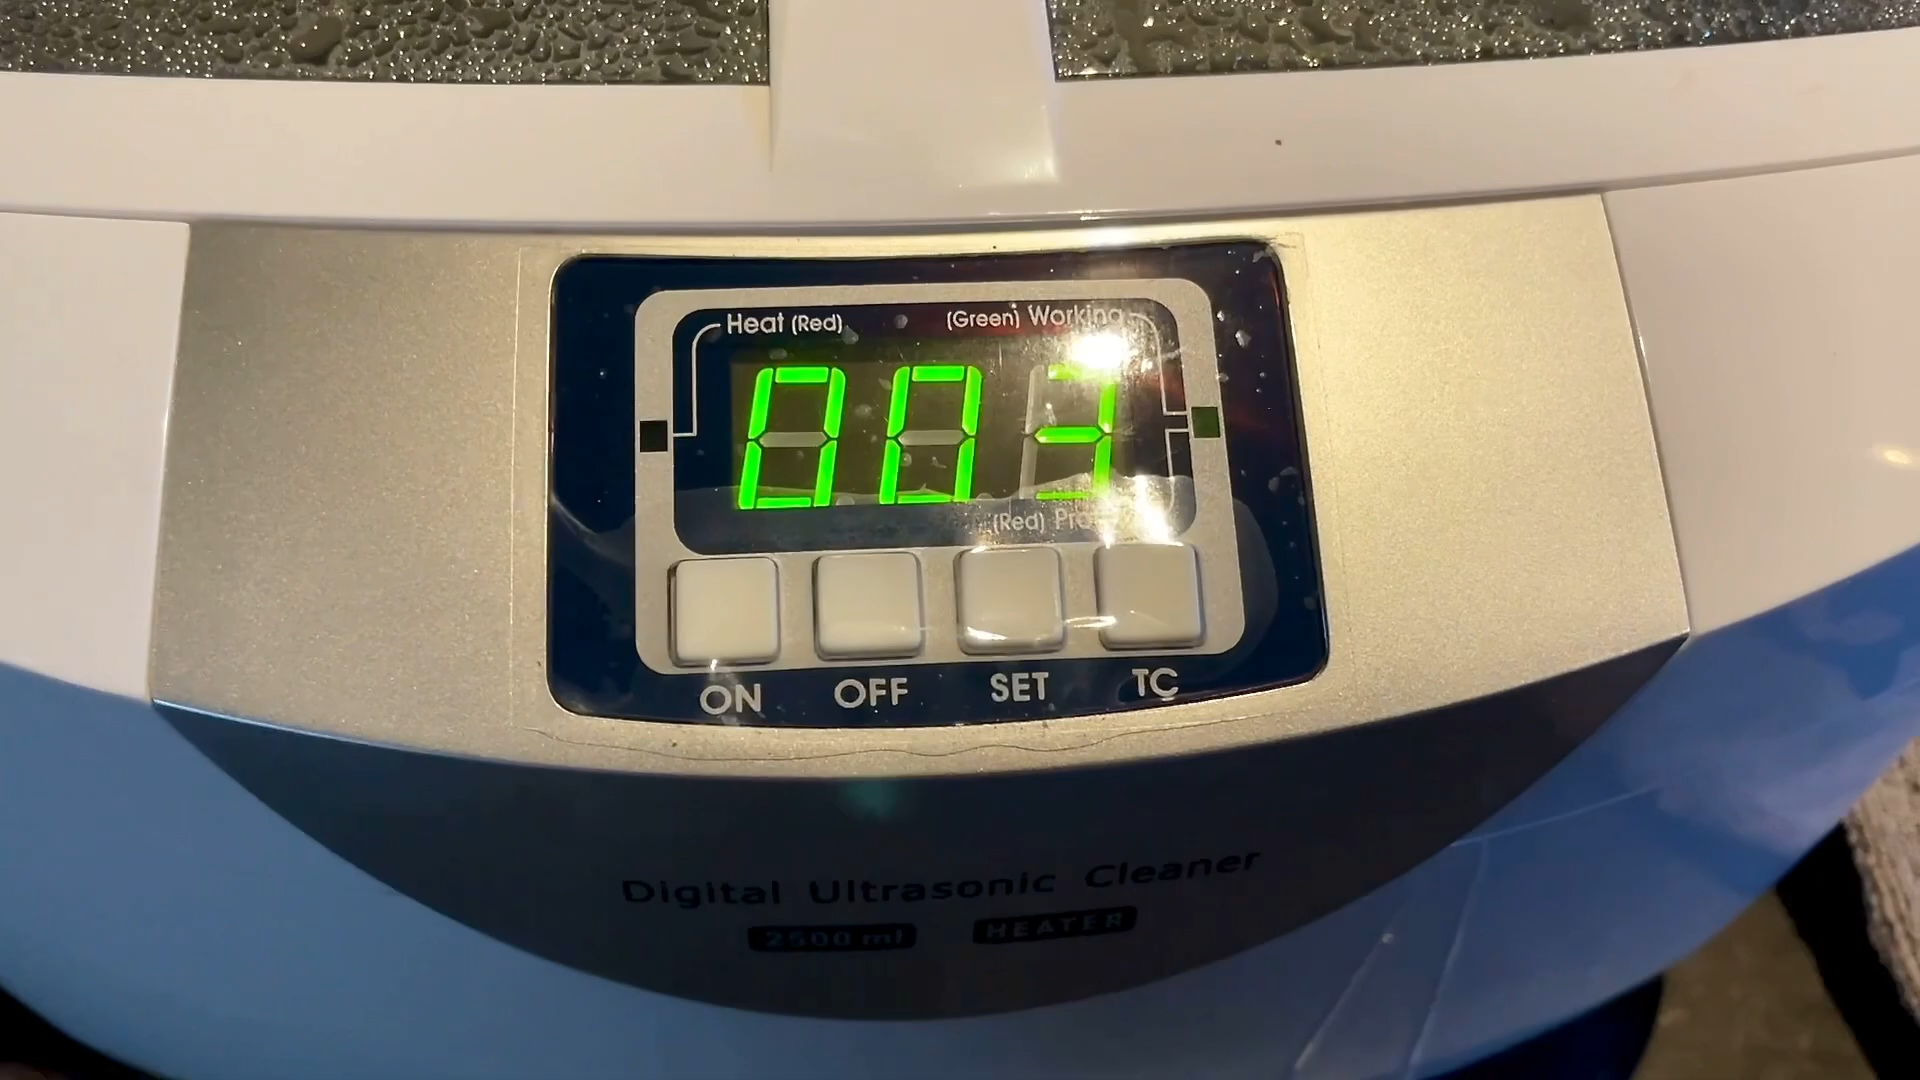 Heat (Red) (Green) Working
003
(Red)
ON OFF SET TC
Digital Ultrasonic Cleaner
2500 ml HEATER